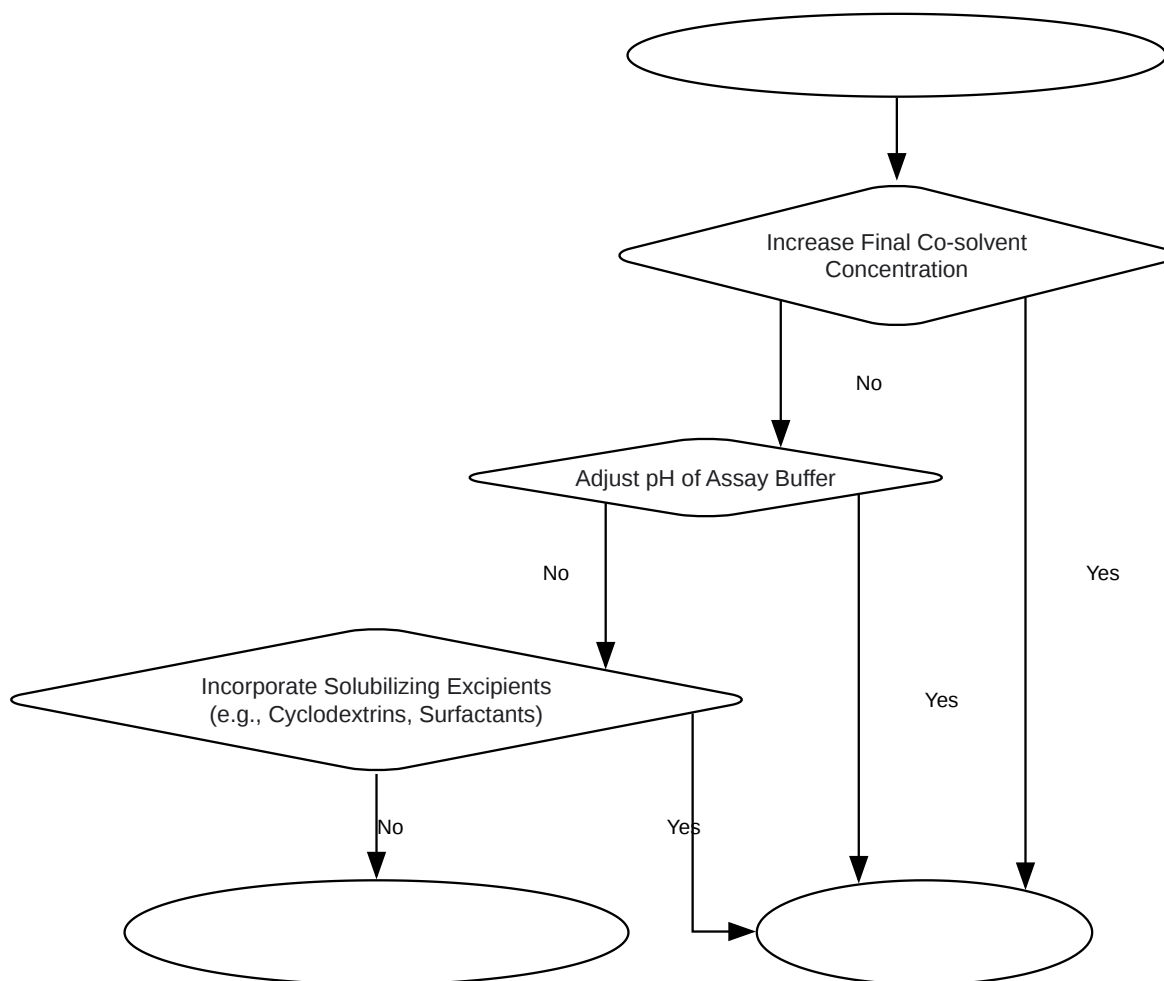 Increase Final Co-solvent
Concentration
No
Adjust pH of Assay Buffer
No
Yes
Incorporate Solubilizing Excipients
(e.g., Cyclodextrins, Surfactants)
Yes
No
Yes